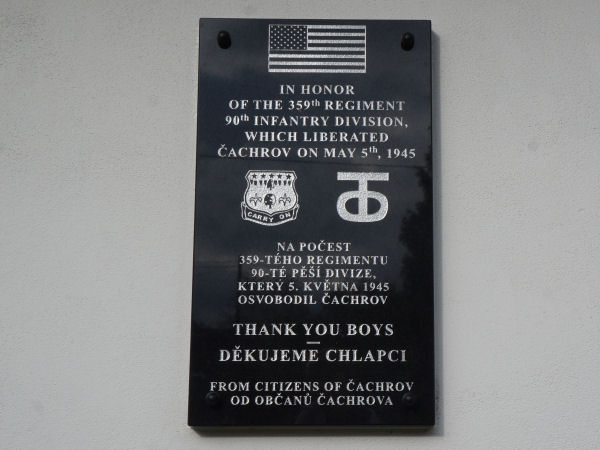 IN HONOR
OF THE 359th REGIMENT
90th INFANTRY DIVISION,
WHICH LIBERATED
ČACHROV ON MAY 5th, 1945
CARRY ON
NA POČEST
359-TÉHO REGIMENTU
90-TÉ PĚŠÍ DIVIZE,
KTERÝ 5. KVĚTNA 1945
OSVOBODIL ČACHROV
THANK YOU BOYS
—
DĚKUJEME CHLAPCI
FROM CITIZENS OF ČACHROV
OD OBČANŮ ČACHROVA